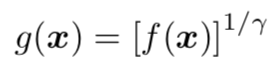 g(x) = [f(x)]^{1/γ}